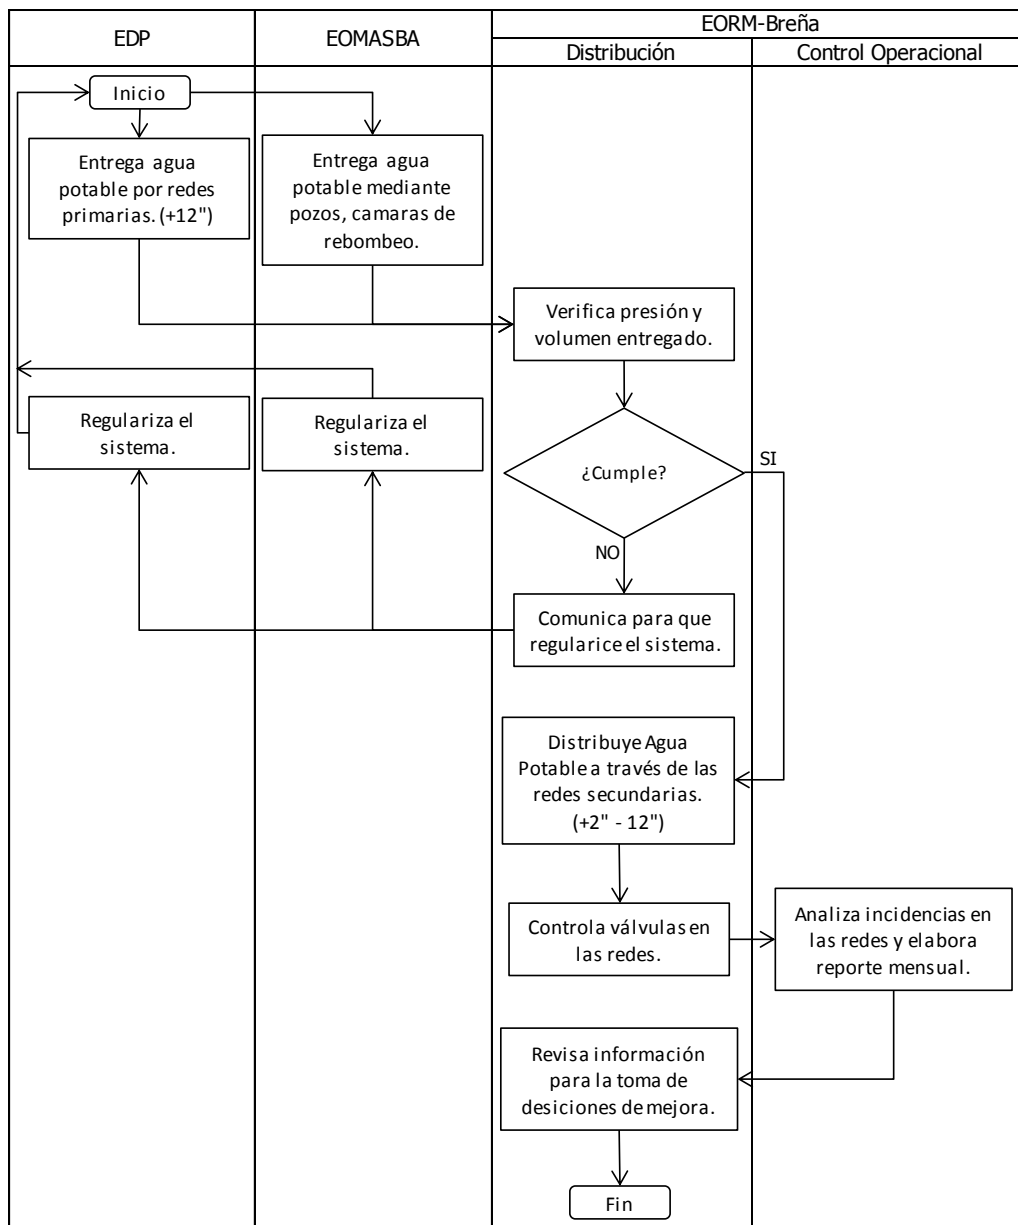 EDP
EOMASBA
EORM-Breña
Distribución
Control Operacional
Inicio
Entrega agua
potable por redes
primarias. (+12")
Entrega agua
potable mediante
pozos, camaras de
rebombeo.
Verifica presión y
volumen entregado.
Regulariza el
sistema.
Regulariza el
sistema.
¿Cumple?
SI
NO
Comunica para que
regularice el sistema.
Distribuye Agua
Potable a través de las
redes secundarias.
(+2" - 12")
Controla válvulas en
las redes.
Analiza incidencias en
las redes y elabora
reporte mensual.
Revisa información
para la toma de
desiciones de mejora.
Fin